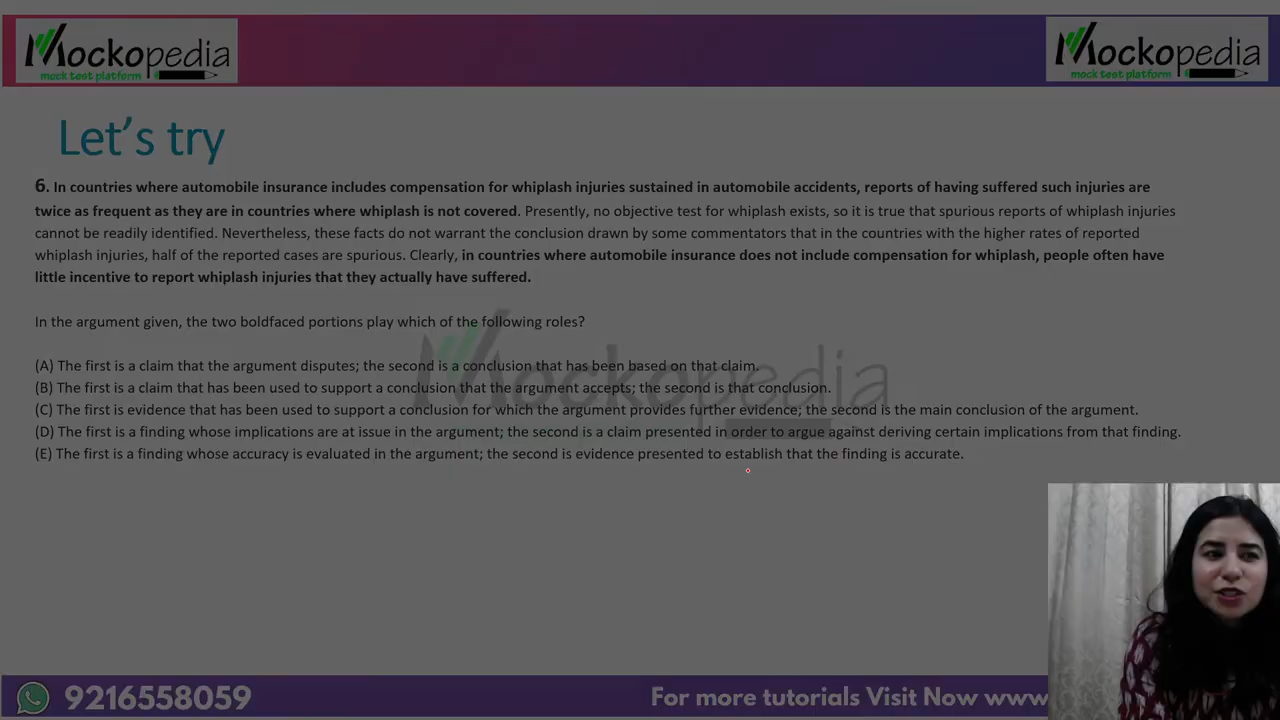 Mockopedia
mock test platform
Mockopedia
mock test platform
Let's try
6. In countries where automobile insurance includes compensation for whiplash injuries sustained in automobile accidents, reports of having suffered such injuries are
twice as frequent as they are in countries where whiplash is not covered. Presently, no objective test for whiplash exists, so it is true that spurious reports of whiplash injuries
cannot be readily identified. Nevertheless, these facts do not warrant the conclusion drawn by some commentators that in the countries with the higher rates of reported
whiplash injuries, half of the reported cases are spurious. Clearly, in countries where automobile insurance does not include compensation for whiplash, people often have
little incentive to report whiplash injuries that they actually have suffered.
In the argument given, the two boldfaced portions play which of the following roles?
(A) The first is a claim that the argument disputes; the second is a conclusion that has been based on that claim.
(B) The first is a claim that has been used to support a conclusion that the argument accepts; the second is that conclusion.
(C) The first is evidence that has been used to support a conclusion for which the argument provides further evidence; the second is the main conclusion of the argument.
(D) The first is a finding whose implications are at issue in the argument; the second is a claim presented in order to argue against deriving certain implications from that finding.
(E) The first is a finding whose accuracy is evaluated in the argument; the second is evidence presented to establish that the finding is accurate.
Mockopedia
9216558059
For more tutorials Visit Now www